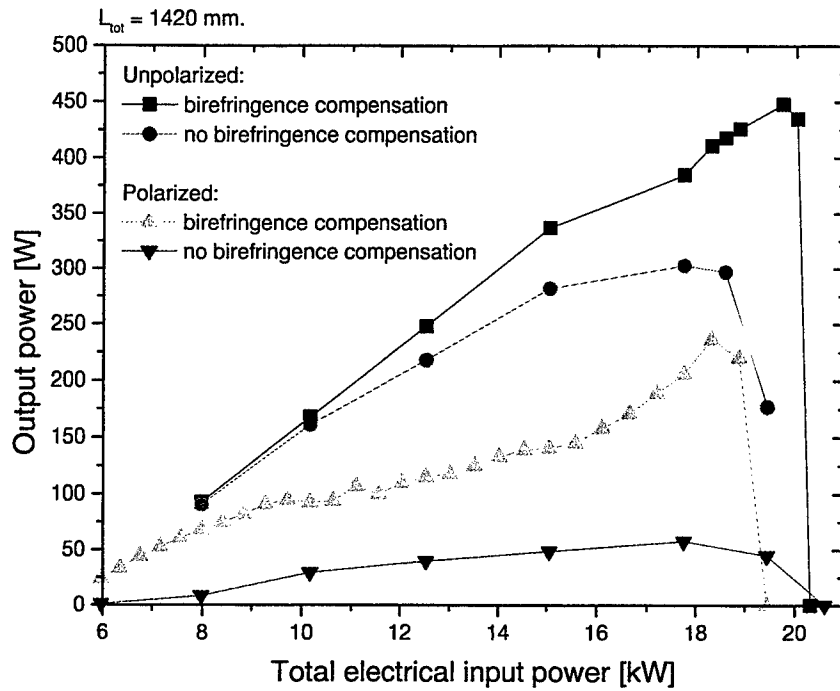 L_tot = 1420 mm.
500
450
400
350
300
250
200
150
100
50
0
Output power [W]
Unpolarized:
birefringence compensation
no birefringence compensation
Polarized:
birefringence compensation
no birefringence compensation
6 8 10 12 14 16 18 20
Total electrical input power [kW]